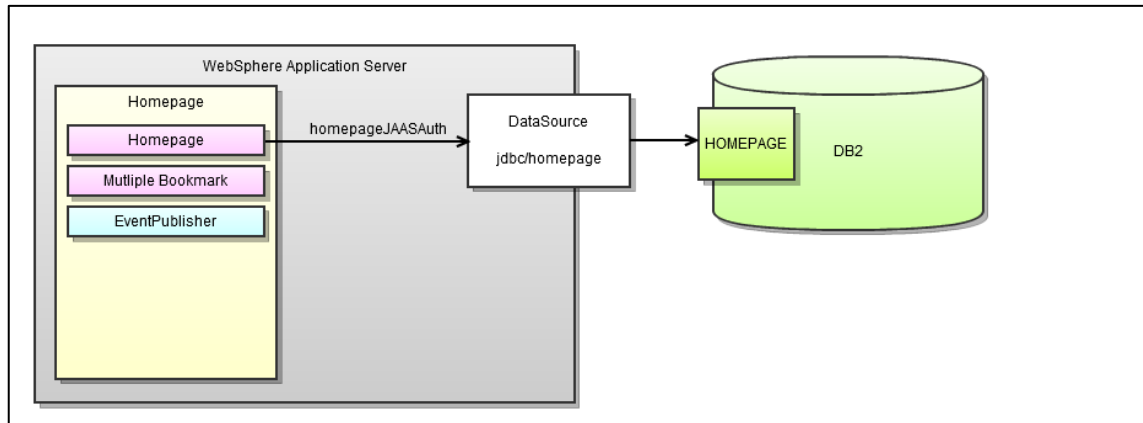 WebSphere Application Server
Homepage
Homepage
homepageJAASAuth
Mutliple Bookmark
EventPublisher
DataSource
jdbc/homepage
HOMEPAGE
DB2